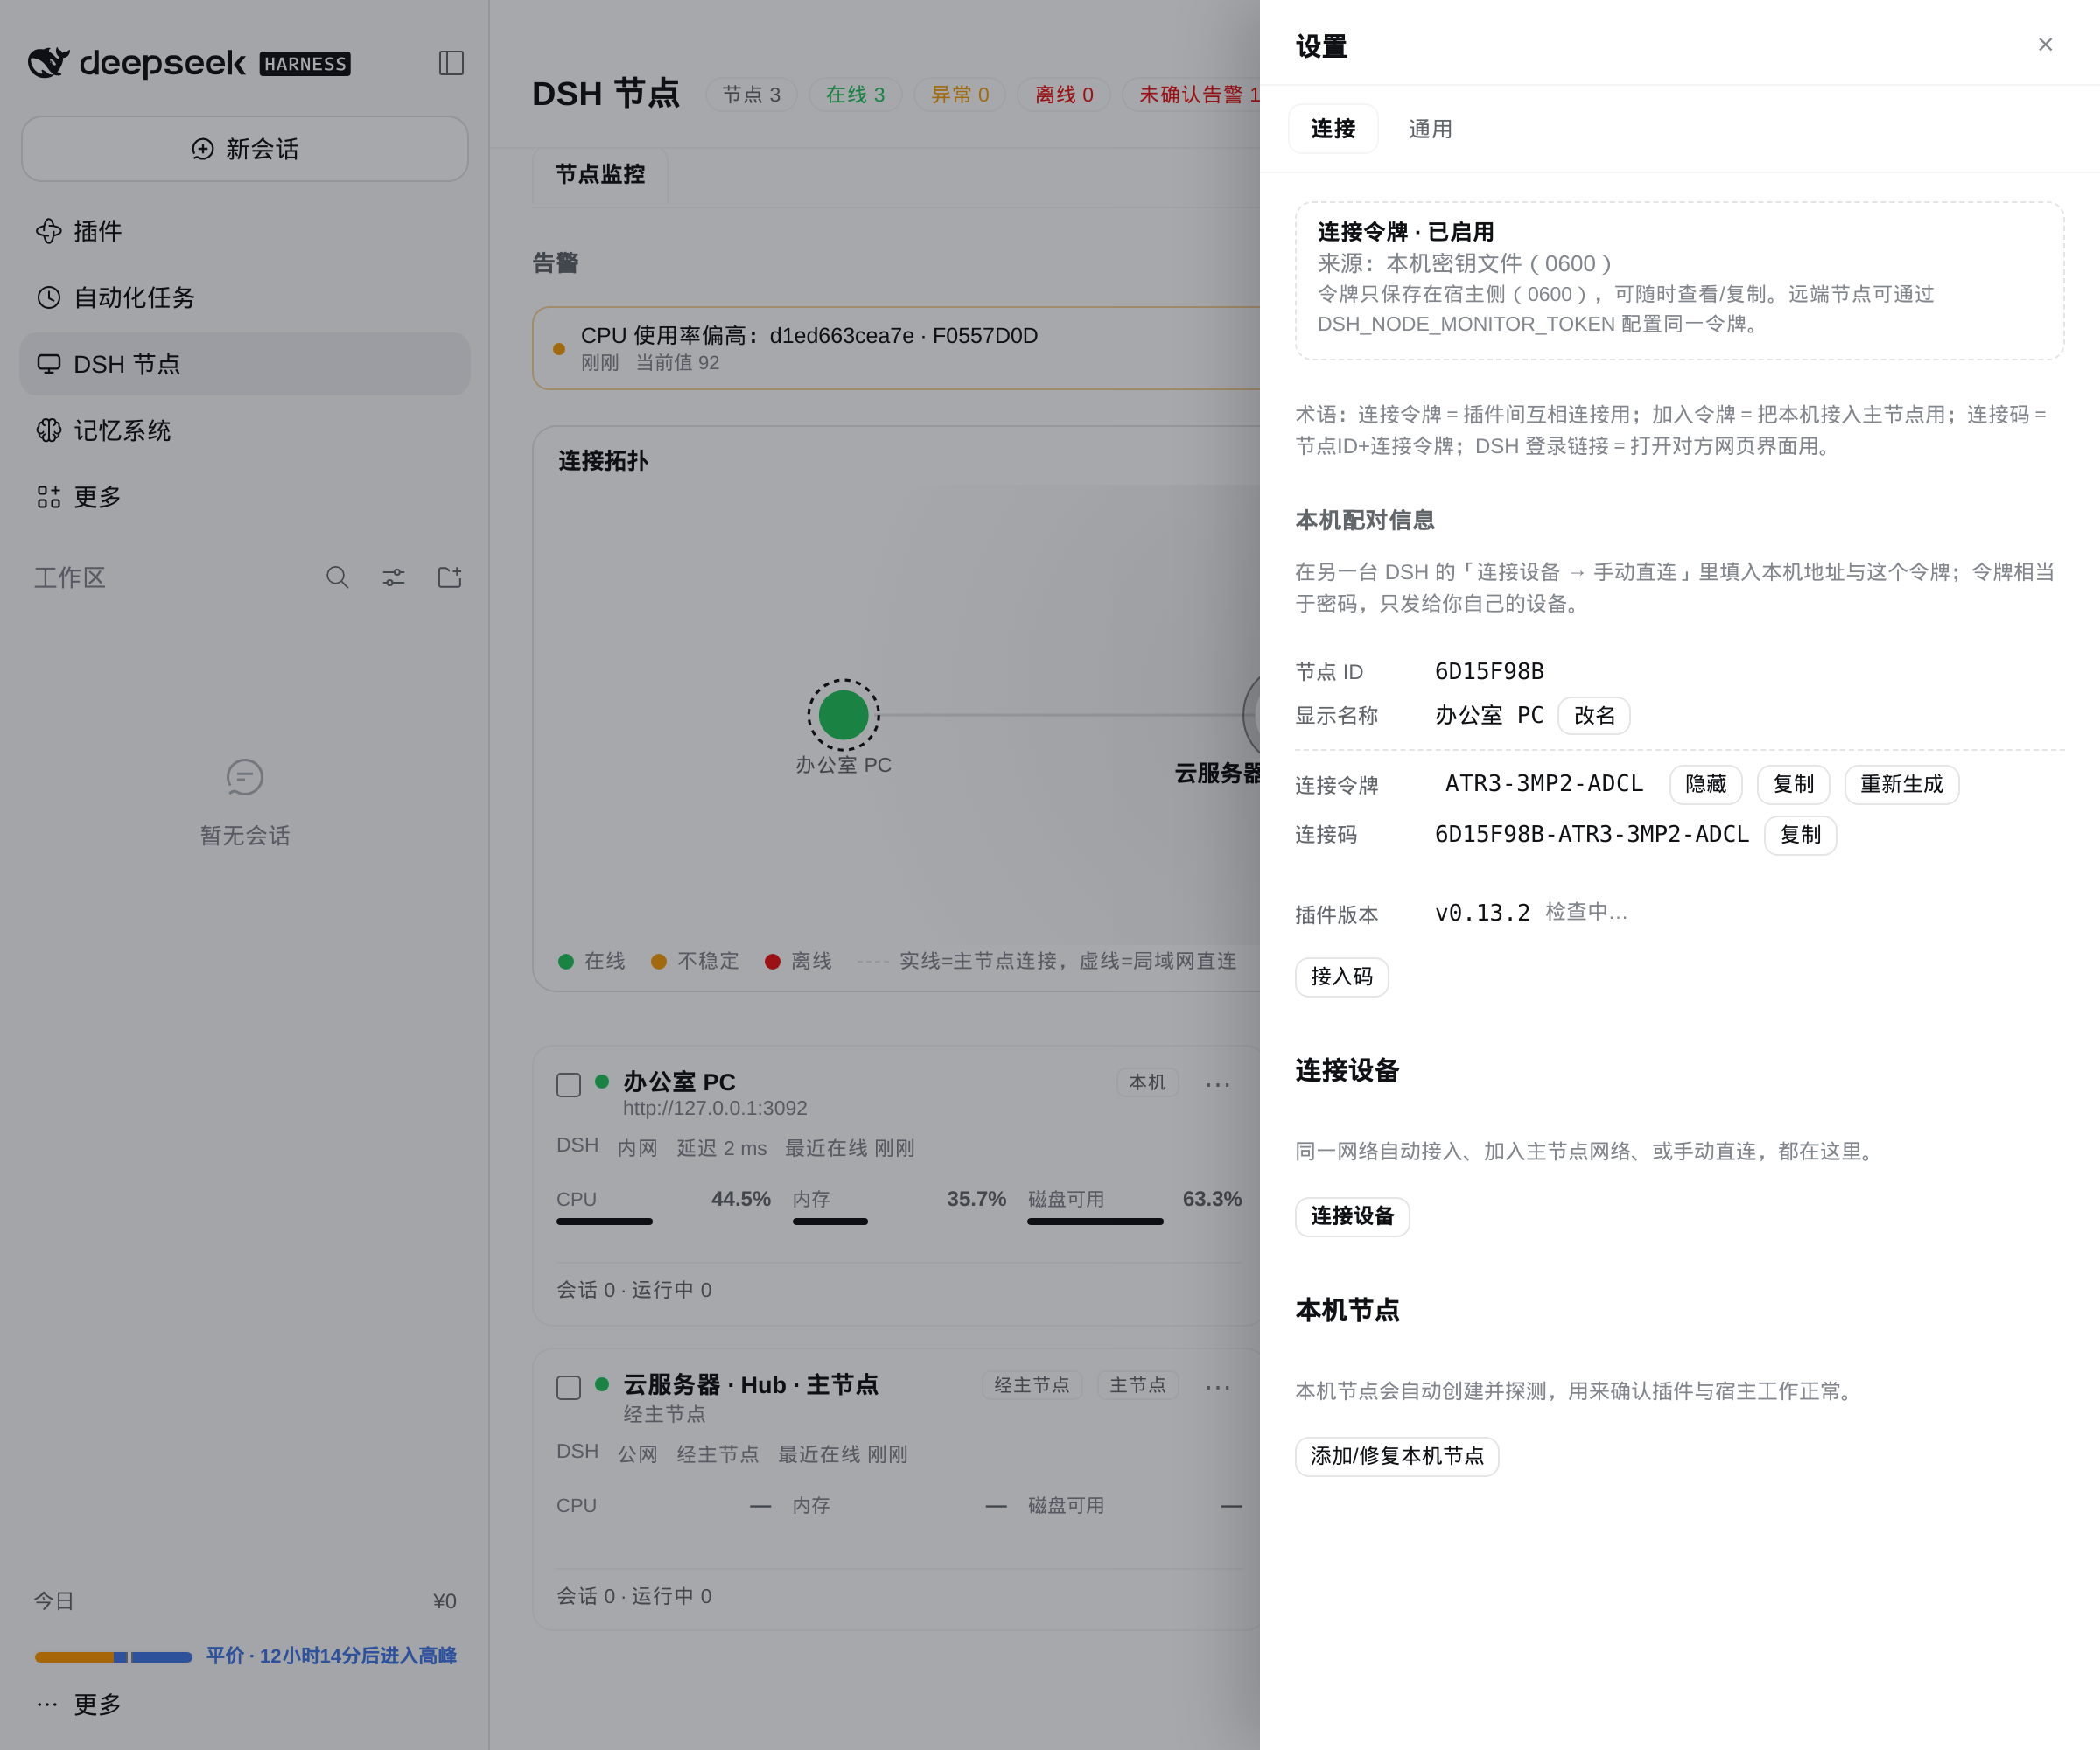 deepseek HARNESS
新会话
插件
自动化任务
DSH 节点
记忆系统
更多
工作区
暂无会话
今日 ¥0
平价 · 12小时14分后进入高峰
更多
DSH 节点 节点 3 在线 3 异常 0 离线 0 未确认告警 1
节点监控
告警
CPU 使用率偏高：d1ed663cea7e · F0557D0D
刚刚 当前值 92
连接拓扑
办公室 PC
云服务器
在线 不稳定 离线 实线=主节点连接，虚线=局域网直连
办公室 PC 本机 ...
http://127.0.0.1:3092
DSH 内网 延迟 2 ms 最近在线 刚刚
CPU 44.5% 内存 35.7% 磁盘可用 63.3%
会话 0 · 运行中 0
云服务器 · Hub · 主节点 经主节点 主节点 ...
经主节点
DSH 公网 经主节点 最近在线 刚刚
CPU — 内存 — 磁盘可用 —
会话 0 · 运行中 0
设置 ×
连接 通用
连接令牌 · 已启用
来源：本机密钥文件（0600）
令牌只保存在宿主侧（0600），可随时查看/复制。远端节点可通过
DSH_NODE_MONITOR_TOKEN 配置同一令牌。
术语：连接令牌 = 插件间互相连接用；加入令牌 = 把本机接入主节点用；连接码 =
节点ID+连接令牌；DSH 登录链接 = 打开对方网页界面用。
本机配对信息
在另一台 DSH 的「连接设备 → 手动直连」里填入本机地址与这个令牌；令牌相当
于密码，只发给你自己的设备。
节点 ID 6D15F98B
显示名称 办公室 PC 改名
连接令牌 ATR3-3MP2-ADCL 隐藏 复制 重新生成
连接码 6D15F98B-ATR3-3MP2-ADCL 复制
插件版本 v0.13.2 检查中...
接入码
连接设备
同一网络自动接入、加入主节点网络、或手动直连，都在这里。
连接设备
本机节点
本机节点会自动创建并探测，用来确认插件与宿主工作正常。
添加/修复本机节点